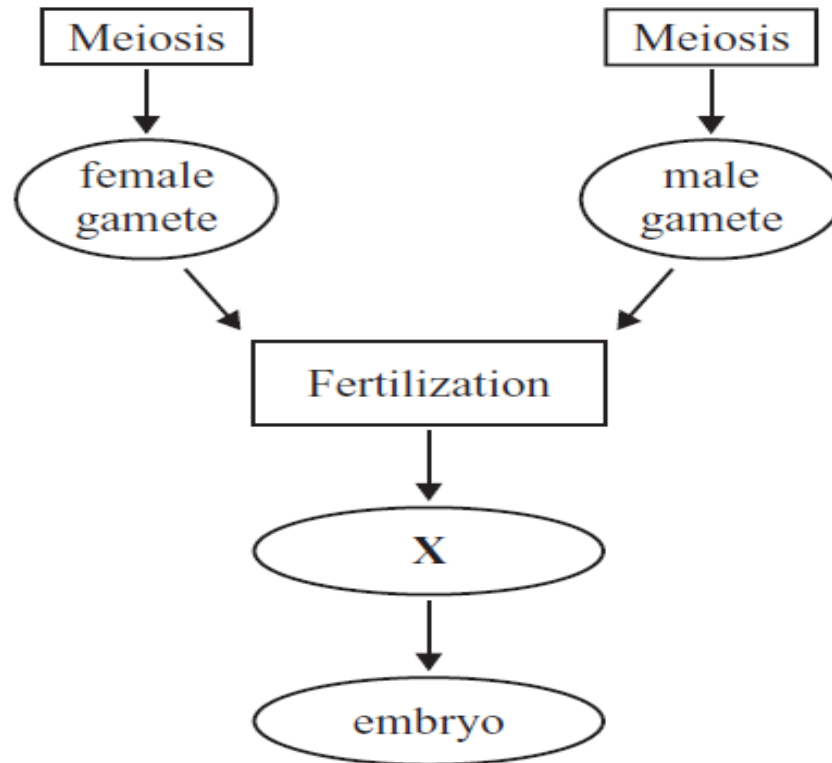 Meiosis
Meiosis
female
gamete
male
gamete
Fertilization
X
embryo